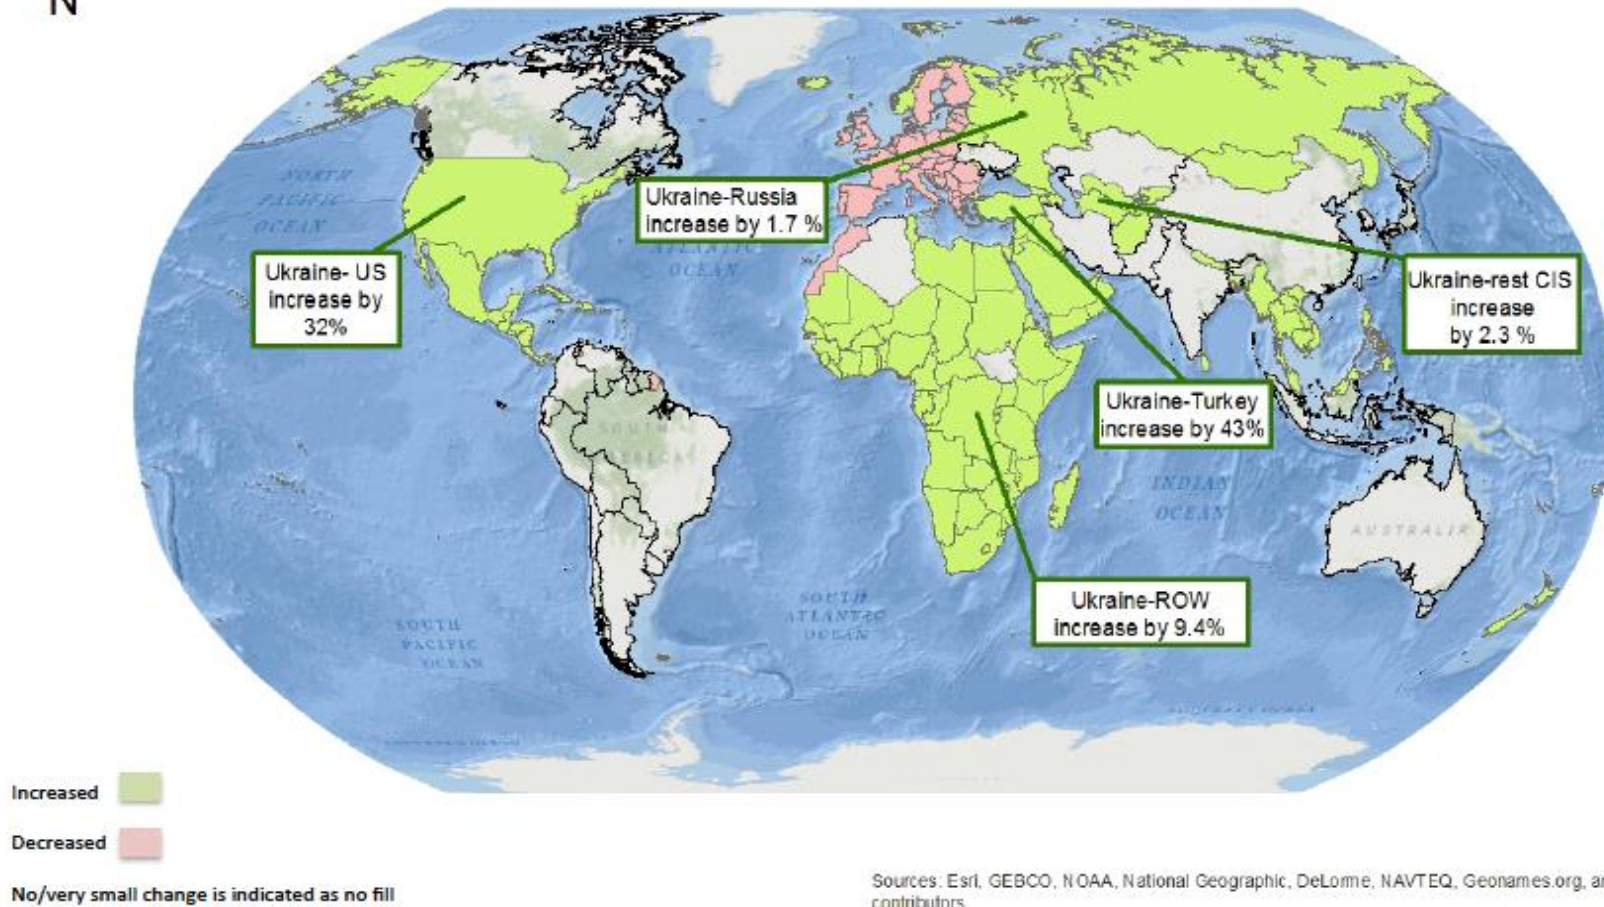 N
NORTH
PACIFIC
OCEAN
Ukraine-Russia
increase by 1.7 %
ATLANTIC
OCEAN
Ukraine- US
increase by
32%
Ukraine-rest CIS
increase
by 2.3 %
Ukraine-Turkey
increase by 43%
SOUTH
INDIAN
OCEAN
AUSTRALIA
Ukraine-ROW
increase by 9.4%
SOUTH
ATLANTIC
OCEAN
SOUTH
PACIFIC
OCEAN
Increased
Decreased
No/very small change is indicated as no fill
Sources: Esri, GEBCO, NOAA, National Geographic, DeLorme, NAVTEQ, Geonames.org, an
contributors